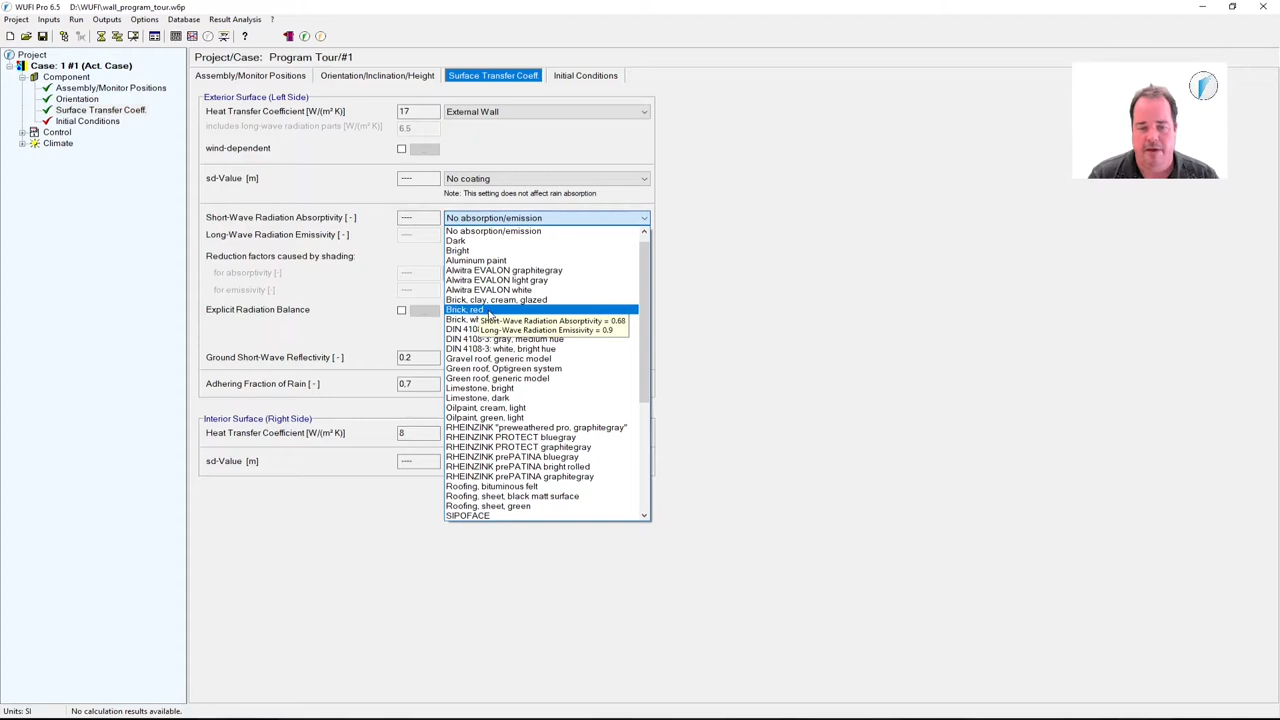 WUFI Pro 6.5 D:\WUFI\wall_program_tour.w6p
Project Inputs Run Outputs Options Database Result Analysis ?
Project
Case: 1 #1 (Act. Case)
Component
Assembly/Monitor Positions
Orientation
Surface Transfer Coeff.
Initial Conditions
Control
Climate
Project/Case: Program Tour/#1
Assembly/Monitor Positions Orientation/Inclination/Height Surface Transfer Coeff. Initial Conditions
Exterior Surface (Left Side)
Heat Transfer Coefficient [W/(m² K)] 17 External Wall
includes long-wave radiation parts [W/(m² K)] 6.5
wind-dependent
sd-Value [m] ---- No coating
Note: This setting does not affect rain absorption
Short-Wave Radiation Absorptivity [ - ] ---- No absorption/emission
Long-Wave Radiation Emissivity [ - ] ----
Reduction factors caused by shading:
for absorptivity [-] ----
for emissivity [-] ----
Explicit Radiation Balance
Ground Short-Wave Reflectivity [ - ] 0.2
Adhering Fraction of Rain [ - ] 0.7
Interior Surface (Right Side)
Heat Transfer Coefficient [W/(m² K)] 8
sd-Value [m] ----
No absorption/emission
Dark
Bright
Aluminum paint
Alwitra EVALON graphitegray
Alwitra EVALON light gray
Alwitra EVALON white
Brick, clay, cream, glazed
Brick, red
Brick,
Short-Wave Radiation Absorptivity = 0.68
Long-Wave Radiation Emissivity = 0.9
DIN 4108-3: gray, medium hue
DIN 4108-3: white, bright hue
Gravel roof, generic model
Green roof, Optigreen system
Green roof, generic model
Limestone, bright
Limestone, dark
Oilpaint, cream, light
Oilpaint, green, light
RHEINZINK "preweathered pro, graphitegray"
RHEINZINK PROTECT bluegray
RHEINZINK PROTECT graphitegray
RHEINZINK prePATINA bluegray
RHEINZINK prePATINA bright rolled
RHEINZINK prePATINA graphitegray
Roofing, bituminous felt
Roofing, sheet, black matt surface
Roofing, sheet, green
SIPOFACE
Units: SI No calculation results available.